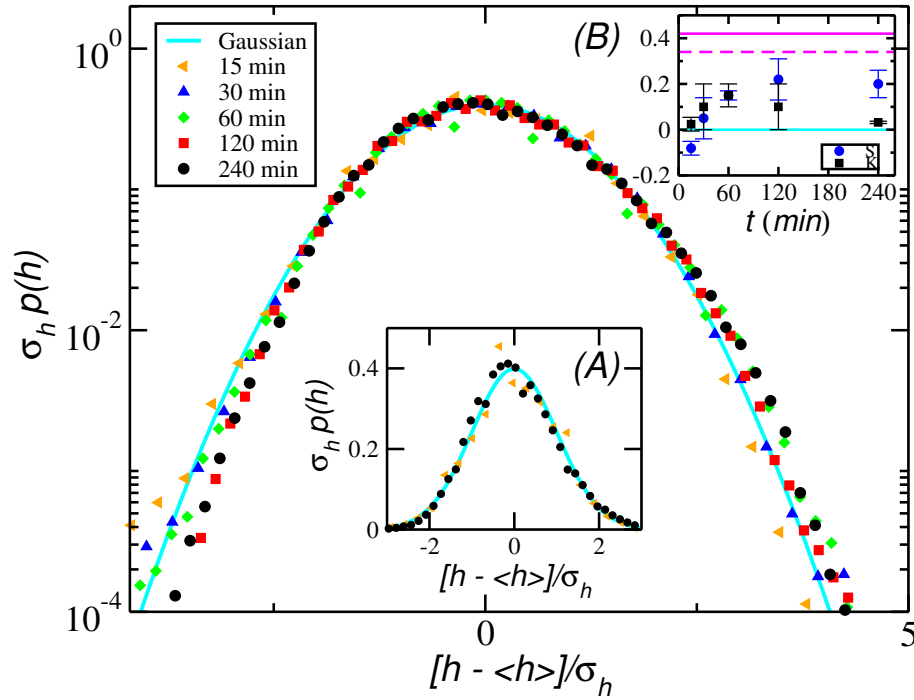 10^0
10^-2
10^-4
σ_h p(h)
0
5
[h - <h>]/σ_h
Gaussian
15 min
30 min
60 min
120 min
240 min
(B)
0.4
0.2
0
-0.2
0
60
120
180
240
t (min)
S
K
(A)
0.4
0.2
0
σ_h p(h)
-2
0
2
[h - <h>]/σ_h